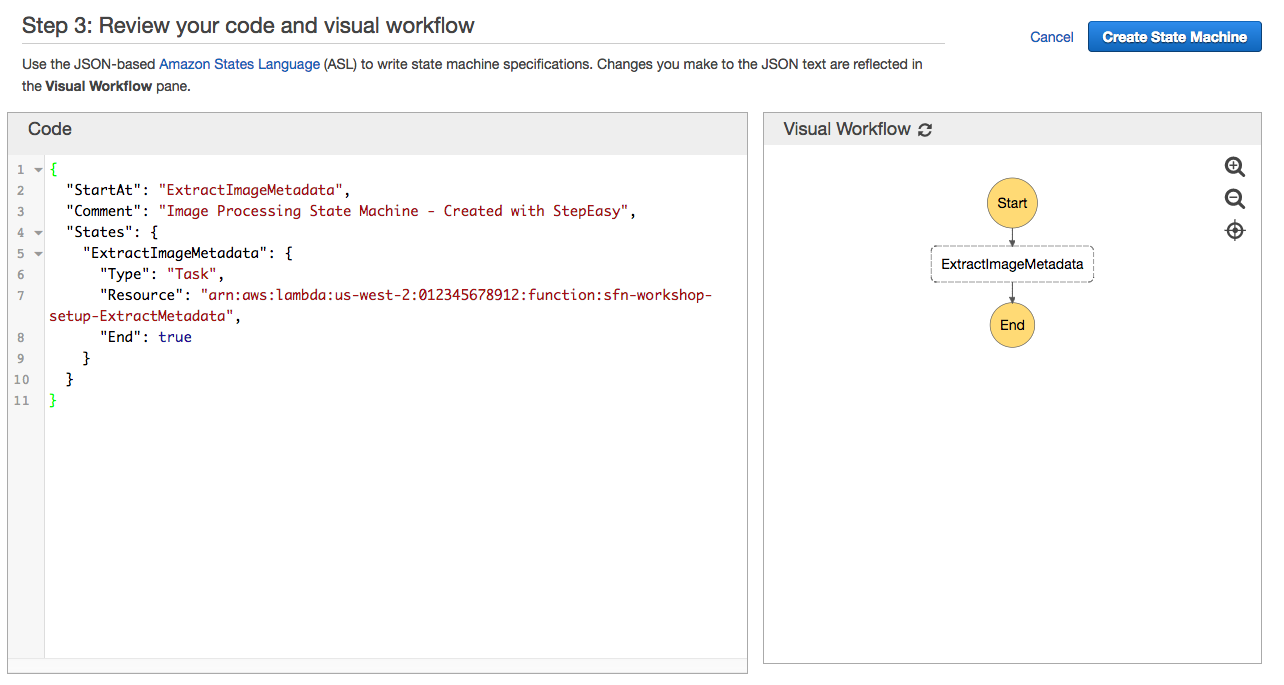 Step 3: Review your code and visual workflow
Cancel
Create State Machine
Use the JSON-based Amazon States Language (ASL) to write state machine specifications. Changes you make to the JSON text are reflected in
the Visual Workflow pane.
Code
1 {
2 "StartAt": "ExtractImageMetadata",
3 "Comment": "Image Processing State Machine - Created with StepEasy",
4 "States": {
5 "ExtractImageMetadata": {
6 "Type": "Task",
7 "Resource": "arn:aws:lambda:us-west-2:012345678912:function:sfn-workshop-
setup-ExtractMetadata",
8 "End": true
9 }
10 }
11 }
Visual Workflow
Start
ExtractImageMetadata
End